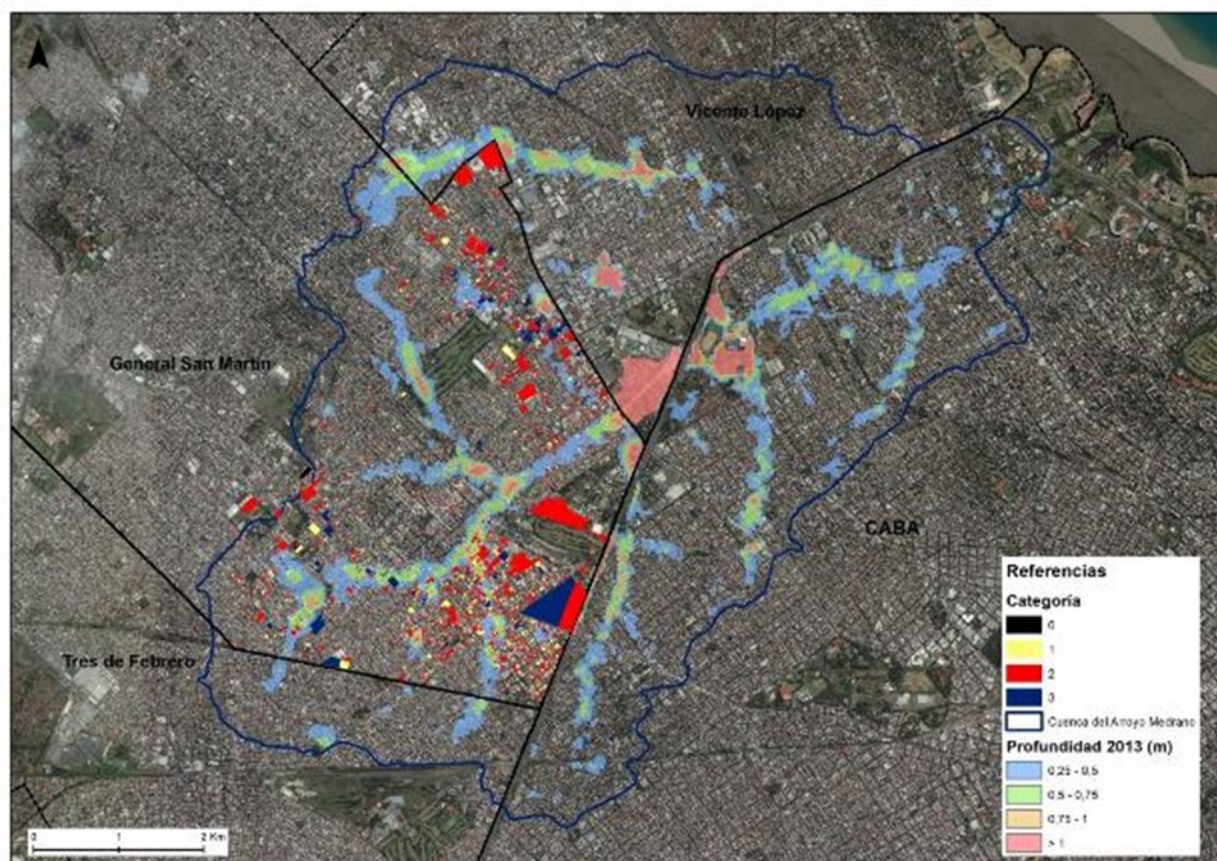 Vicente López
General San Martín
CABA
Tres de Febrero
Referencias
Categoría
0
1
2
3
Cuenca del Arroyo Medrano
Profundidad 2013 (m)
0,25 - 0,5
0,5 - 0,75
0,75 - 1
> 1
0 1 2 Km